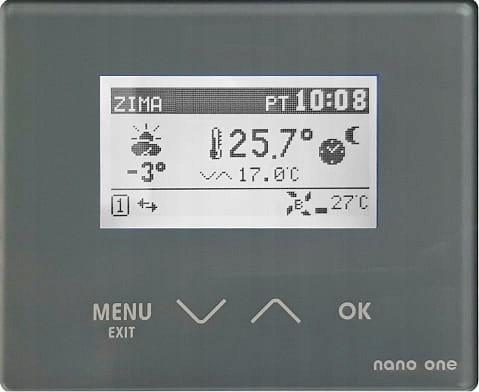 ZIMA PT 10:08
25.7°
-3° 17.0°C
1 B 27°C
MENU OK
EXIT
nano one